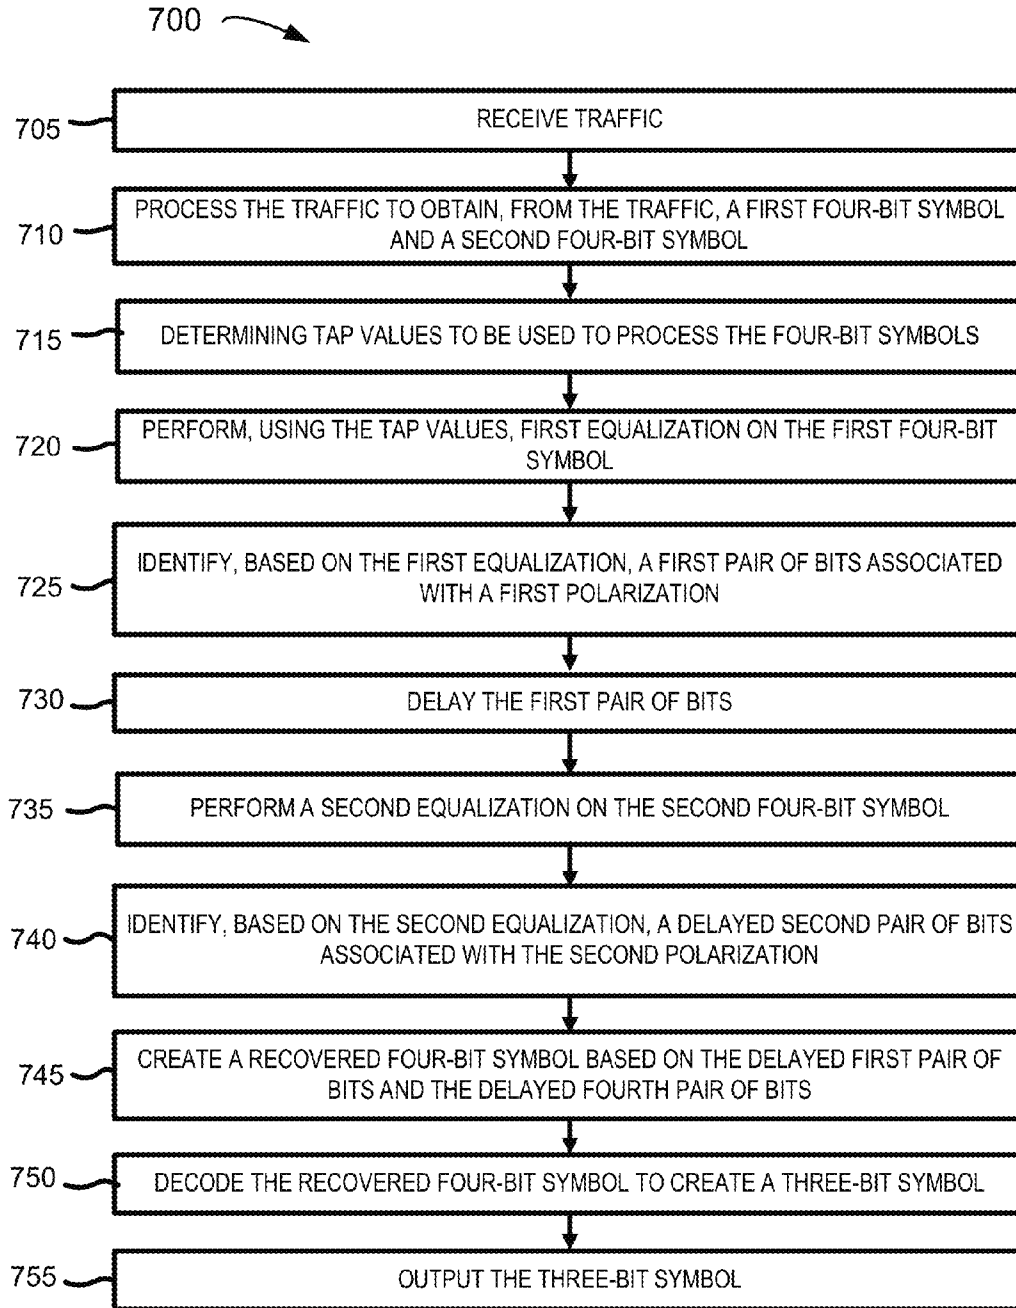 700
705
RECEIVE TRAFFIC
710
PROCESS THE TRAFFIC TO OBTAIN, FROM THE TRAFFIC, A FIRST FOUR-BIT SYMBOL
AND A SECOND FOUR-BIT SYMBOL
715
DETERMINING TAP VALUES TO BE USED TO PROCESS THE FOUR-BIT SYMBOLS
720
PERFORM, USING THE TAP VALUES, FIRST EQUALIZATION ON THE FIRST FOUR-BIT
SYMBOL
725
IDENTIFY, BASED ON THE FIRST EQUALIZATION, A FIRST PAIR OF BITS ASSOCIATED
WITH A FIRST POLARIZATION
730
DELAY THE FIRST PAIR OF BITS
735
PERFORM A SECOND EQUALIZATION ON THE SECOND FOUR-BIT SYMBOL
740
IDENTIFY, BASED ON THE SECOND EQUALIZATION, A DELAYED SECOND PAIR OF BITS
ASSOCIATED WITH THE SECOND POLARIZATION
745
CREATE A RECOVERED FOUR-BIT SYMBOL BASED ON THE DELAYED FIRST PAIR OF
BITS AND THE DELAYED FOURTH PAIR OF BITS
750
DECODE THE RECOVERED FOUR-BIT SYMBOL TO CREATE A THREE-BIT SYMBOL
755
OUTPUT THE THREE-BIT SYMBOL